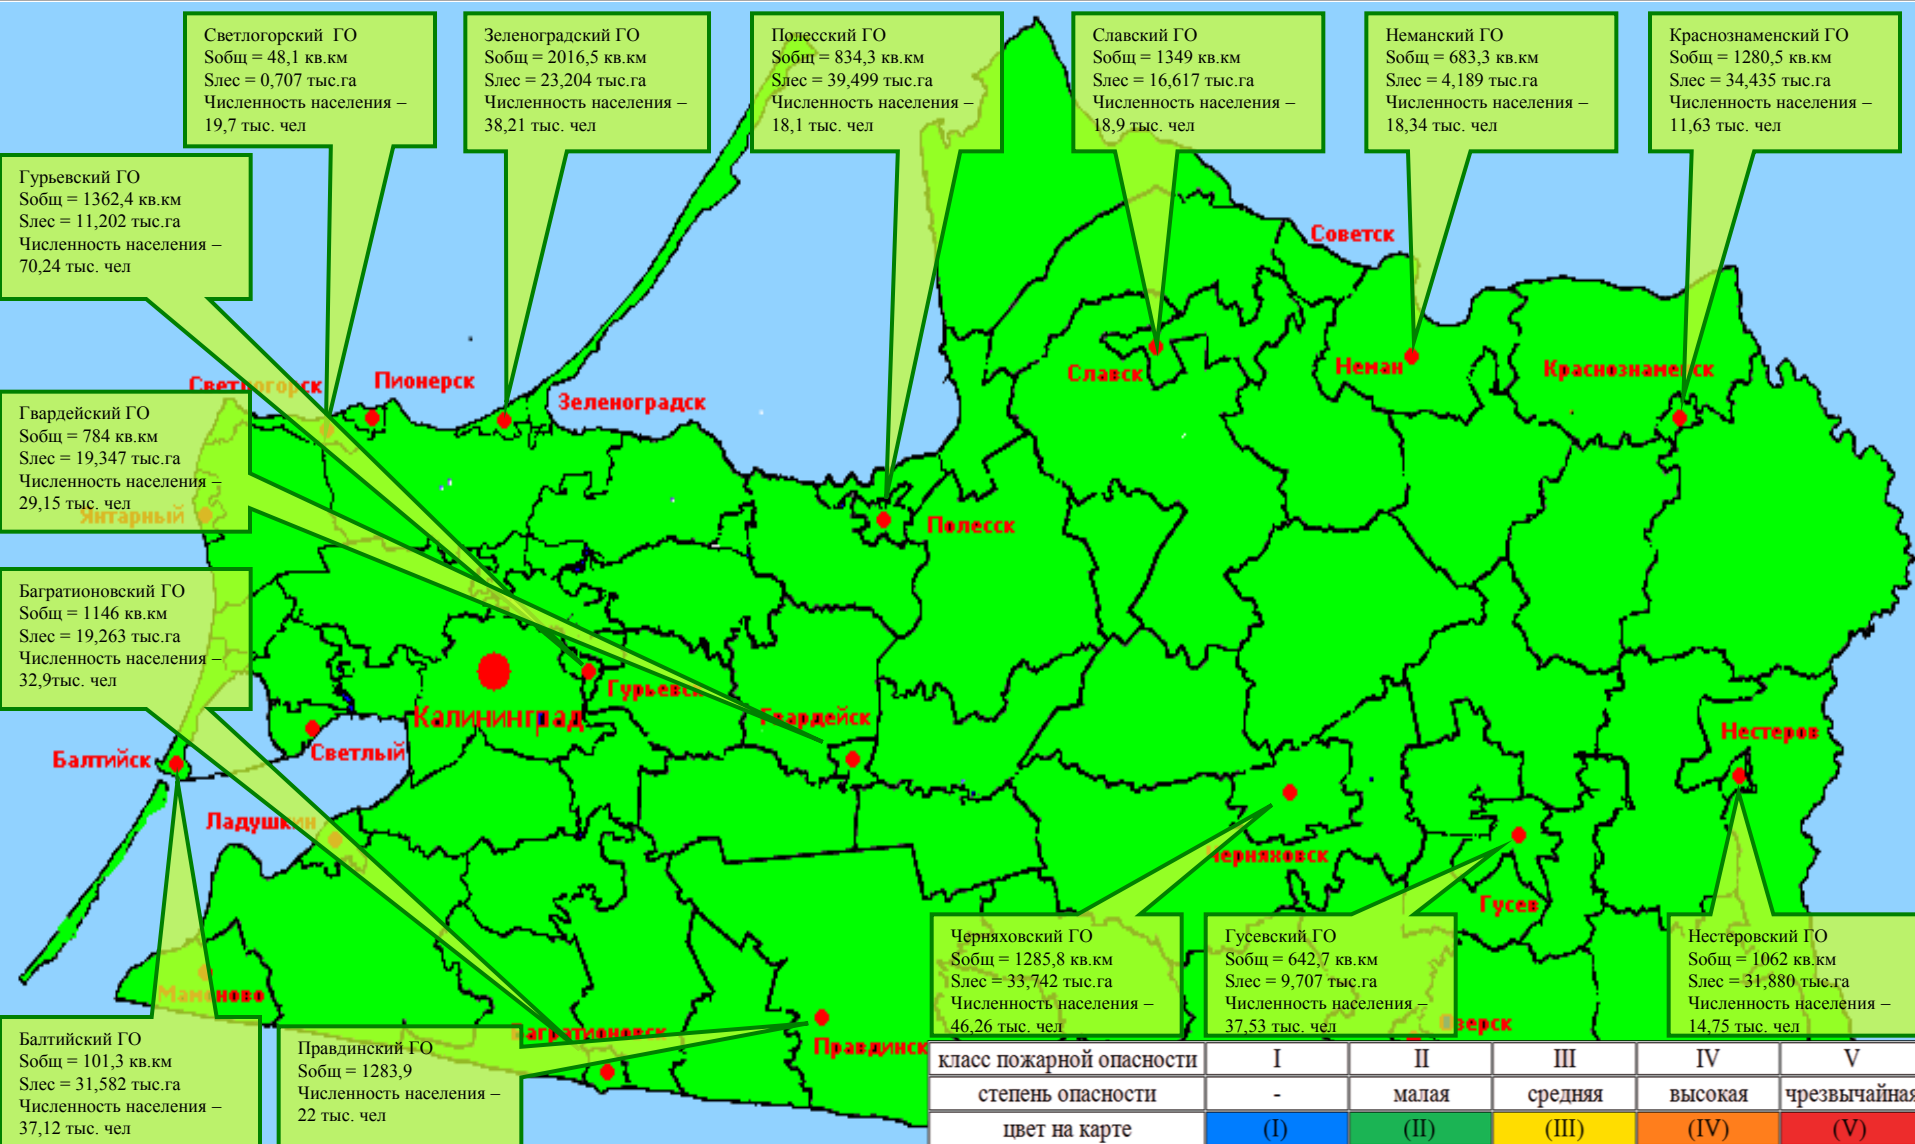 Светлогорский ГО
Sобщ = 48,1 кв.км
Sлес = 0,707 тыс.га
Численность населения –
19,7 тыс. чел
Зеленоградский ГО
Sобщ = 2016,5 кв.км
Sлес = 23,204 тыс.га
Численность населения –
38,21 тыс. чел
Полесский ГО
Sобщ = 834,3 кв.км
Sлес = 39,499 тыс.га
Численность населения –
18,1 тыс. чел
Славский ГО
Sобщ = 1349 кв.км
Sлес = 16,617 тыс.га
Численность населения –
18,9 тыс. чел
Неманский ГО
Sобщ = 683,3 кв.км
Sлес = 4,189 тыс.га
Численность населения –
18,34 тыс. чел
Краснознаменский ГО
Sобщ = 1280,5 кв.км
Sлес = 34,435 тыс.га
Численность населения –
11,63 тыс. чел
Гурьевский ГО
Sобщ = 1362,4 кв.км
Sлес = 11,202 тыс.га
Численность населения –
70,24 тыс. чел
Советск
Светлогорск
Пионерск
Зеленоградск
Славск
Неман
Краснознаменск
Гвардейский ГО
Sобщ = 784 кв.км
Sлес = 19,347 тыс.га
Численность населения –
29,15 тыс. чел
Янтарный
Полесск
Багратионовский ГО
Sобщ = 1146 кв.км
Sлес = 19,263 тыс.га
Численность населения –
32,9тыс. чел
Гурьевск
Калининград
Гвардейск
Нестеров
Балтийск
Светлый
Ладушкин
Черняховск
Гусев
Мамоново
Черняховский ГО
Sобщ = 1285,8 кв.км
Sлес = 33,742 тыс.га
Численность населения –
46,26 тыс. чел
Гусевский ГО
Sобщ = 642,7 кв.км
Sлес = 9,707 тыс.га
Численность населения –
37,53 тыс. чел
Нестеровский ГО
Sобщ = 1062 кв.км
Sлес = 31,880 тыс.га
Численность населения –
14,75 тыс. чел
Озерск
Багратионовск
Правдинск
Балтийский ГО
Sобщ = 101,3 кв.км
Sлес = 31,582 тыс.га
Численность населения –
37,12 тыс. чел
Правдинский ГО
Sобщ = 1283,9
Численность населения –
22 тыс. чел
класс пожарной опасности I II III IV V
степень опасности - малая средняя высокая чрезвычайная
цвет на карте (I) (II) (III) (IV) (V)